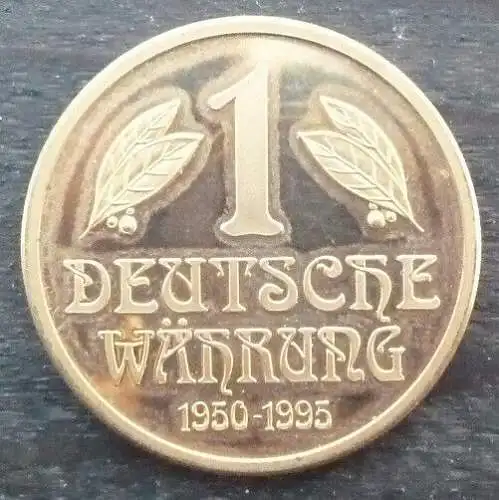 1
DEUTSCHE
WÄHRUNG
1950-1995